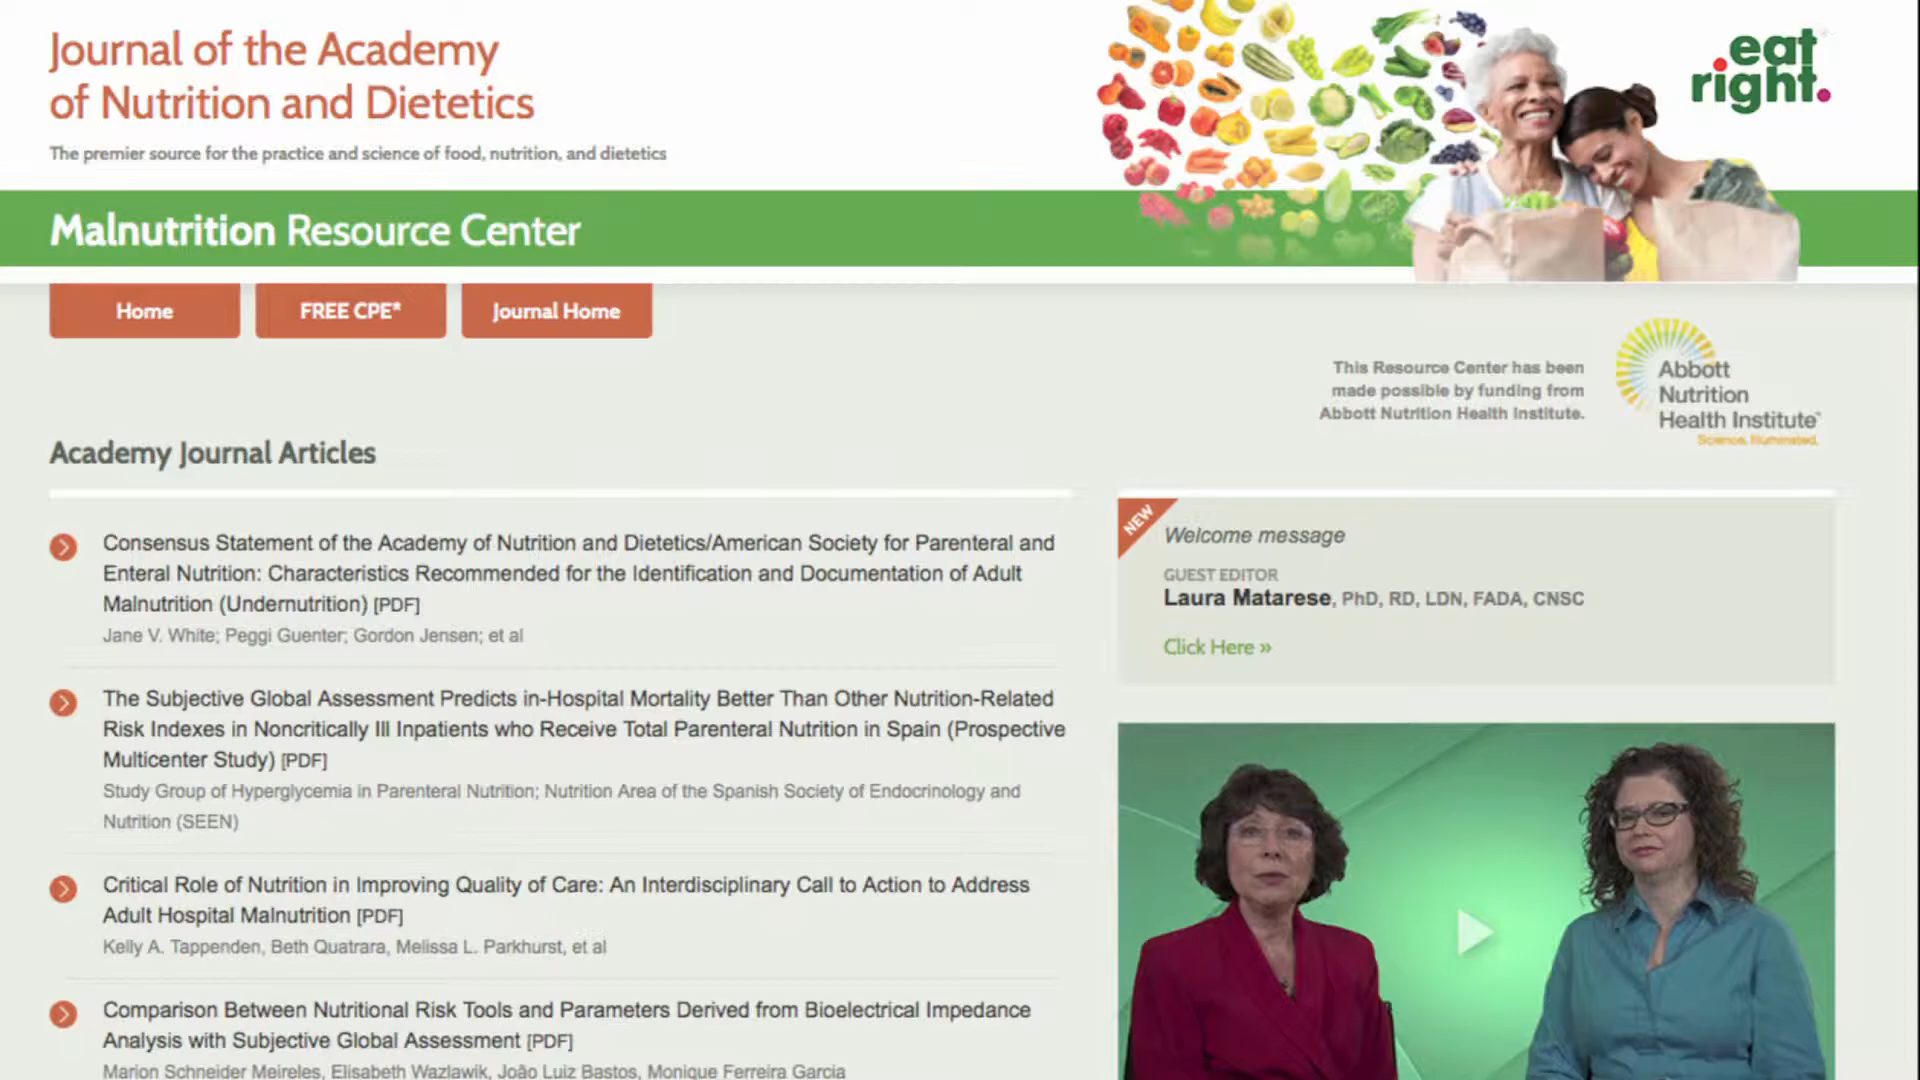 Journal of the Academy
of Nutrition and Dietetics
The premier source for the practice and science of food, nutrition, and dietetics
eat
right.
Malnutrition Resource Center
Home
FREE CPE*
Journal Home
This Resource Center has been
made possible by funding from
Abbott Nutrition Health Institute.
Abbott
Nutrition
Health Institute™
Science. Illuminated.
Academy Journal Articles
Consensus Statement of the Academy of Nutrition and Dietetics/American Society for Parenteral and
Enteral Nutrition: Characteristics Recommended for the Identification and Documentation of Adult
Malnutrition (Undernutrition) [PDF]
Jane V. White; Peggi Guenter; Gordon Jensen; et al
The Subjective Global Assessment Predicts in-Hospital Mortality Better Than Other Nutrition-Related
Risk Indexes in Noncritically Ill Inpatients who Receive Total Parenteral Nutrition in Spain (Prospective
Multicenter Study) [PDF]
Study Group of Hyperglycemia in Parenteral Nutrition; Nutrition Area of the Spanish Society of Endocrinology and
Nutrition (SEEN)
Critical Role of Nutrition in Improving Quality of Care: An Interdisciplinary Call to Action to Address
Adult Hospital Malnutrition [PDF]
Kelly A. Tappenden, Beth Quatrara, Melissa L. Parkhurst, et al
Comparison Between Nutritional Risk Tools and Parameters Derived from Bioelectrical Impedance
Analysis with Subjective Global Assessment [PDF]
Marion Schneider Meireles, Elisabeth Wazlawik, João Luiz Bastos, Monique Ferreira Garcia
NEW
Welcome message
GUEST EDITOR
Laura Matarese, PhD, RD, LDN, FADA, CNSC
Click Here »